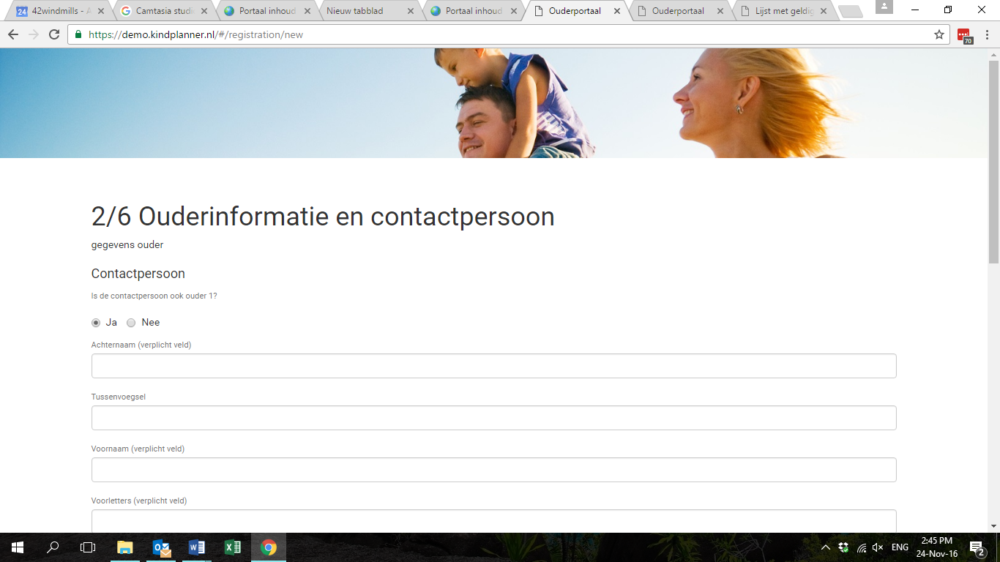 42windmills - A
Camtasia studi
Portaal inhoud
Nieuw tabblad
Portaal inhoud
Ouderportaal
Ouderportaal
Lijst met geldig
https://demo.kindplanner.nl/#/registration/new
70
2/6 Ouderinformatie en contactpersoon
gegevens ouder
Contactpersoon
Is de contactpersoon ook ouder 1?
Ja Nee
Achternaam (verplicht veld)
Tussenvoegsel
Voornaam (verplicht veld)
Voorletters (verplicht veld)
ENG
2:45 PM
24-Nov-16
2